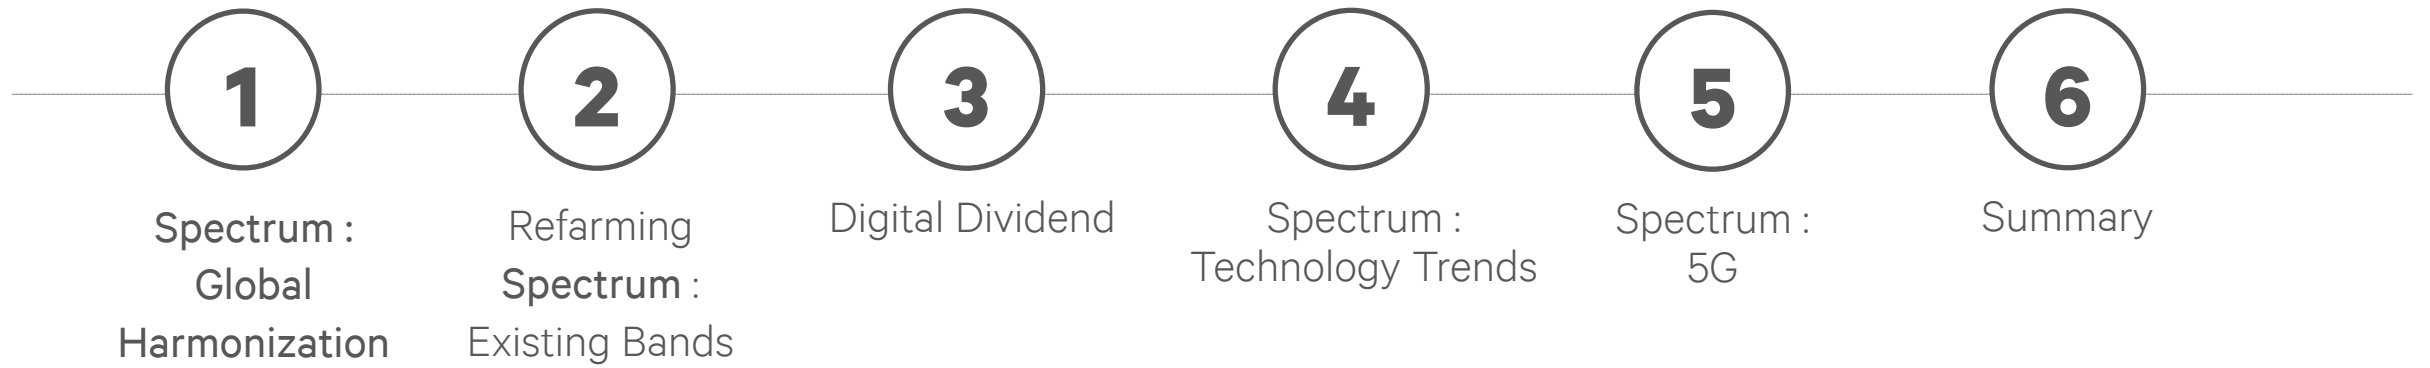 1
Spectrum :
Global
Harmonization
2
Refarming
Spectrum :
Existing Bands
3
Digital Dividend
4
Spectrum :
Technology Trends
5
Spectrum :
5G
6
Summary